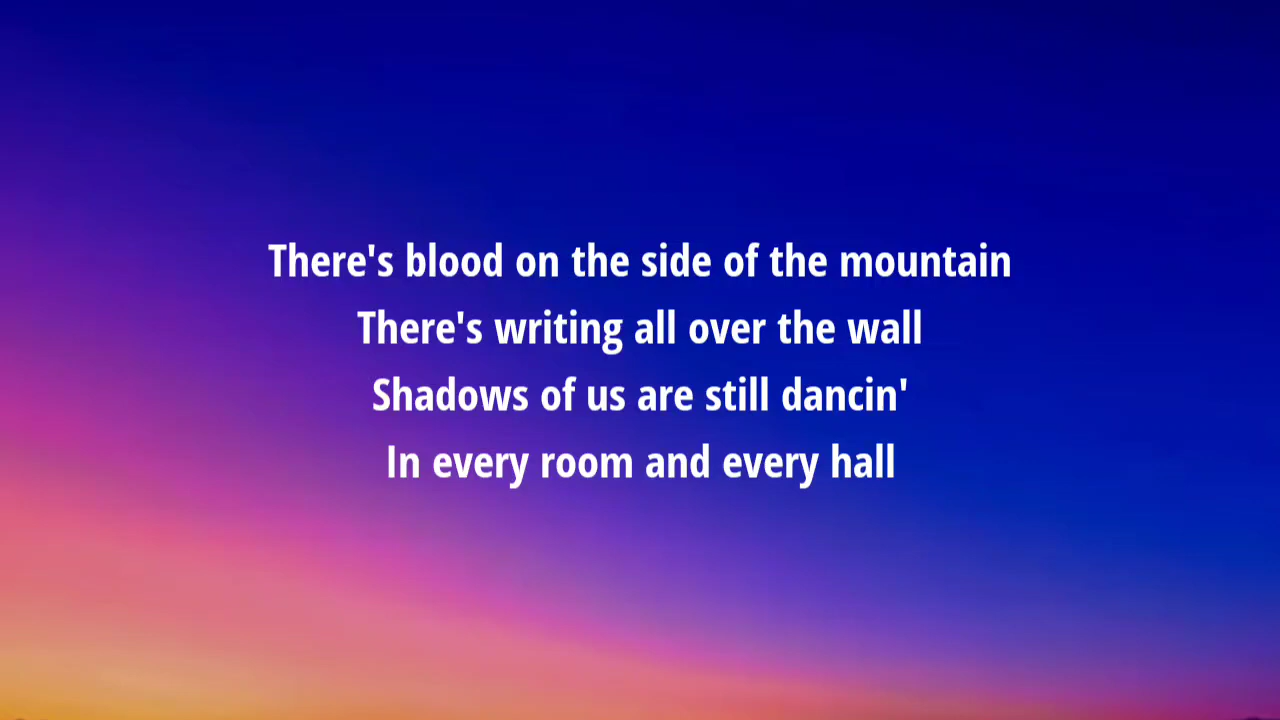 There's blood on the side of the mountain
There's writing all over the wall
Shadows of us are still dancin'
In every room and every hall